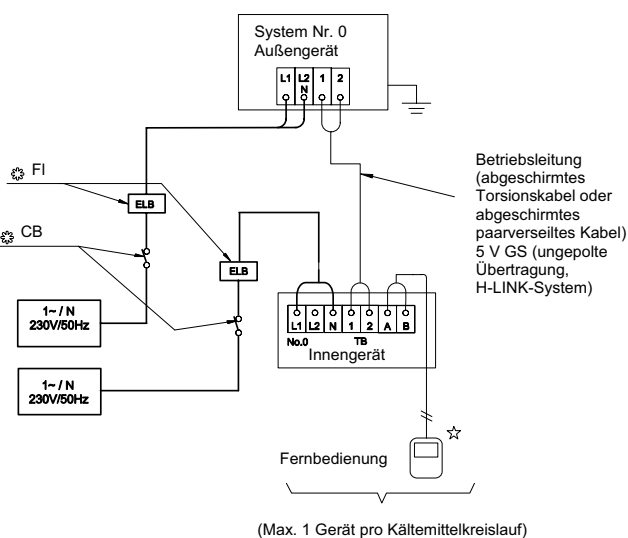 System Nr. 0
Außengerät
L1 L2 1 2
N
FI
ELB
CB
ELB
Betriebsleitung
(abgeschirmtes
Torsionskabel oder
abgeschirmtes
paarverseiltes Kabel)
5 V GS (ungepolte
Übertragung,
H-LINK-System)
1~ / N
230V/50Hz
L1 L2 N 1 2 A B
No.0 TB
Innengerät
1~ / N
230V/50Hz
Fernbedienung
(Max. 1 Gerät pro Kältemittelkreislauf)